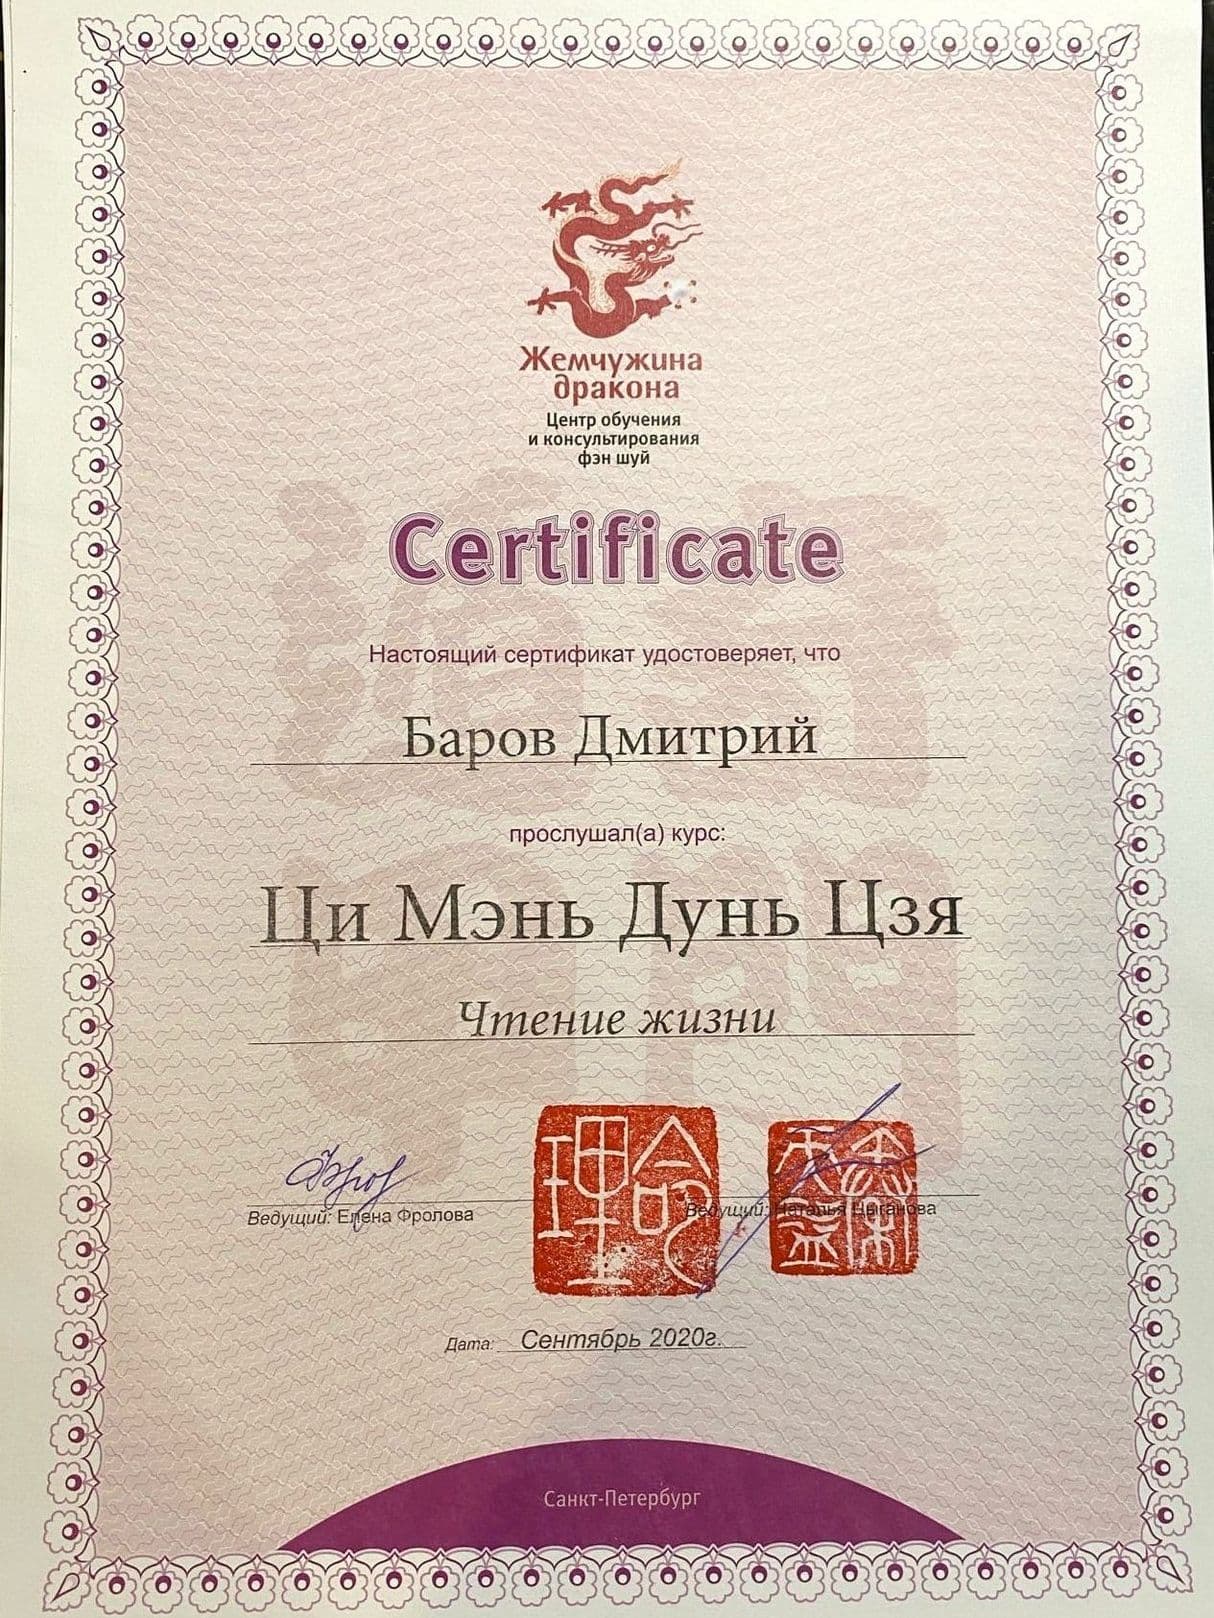 Жемчужина
дракона
Центр обучения
и консультирования
фэн шуй
Certificate
Настоящий сертификат удостоверяет, что
Баров Дмитрий
прослушал(а) курс:
Ци Мэнь Дунь Цзя
Чтение жизни
Ведущий: Елена Фролова
Ведущий: Наталья Цыганова
Дата: Сентябрь 2020г.
Санкт-Петербург